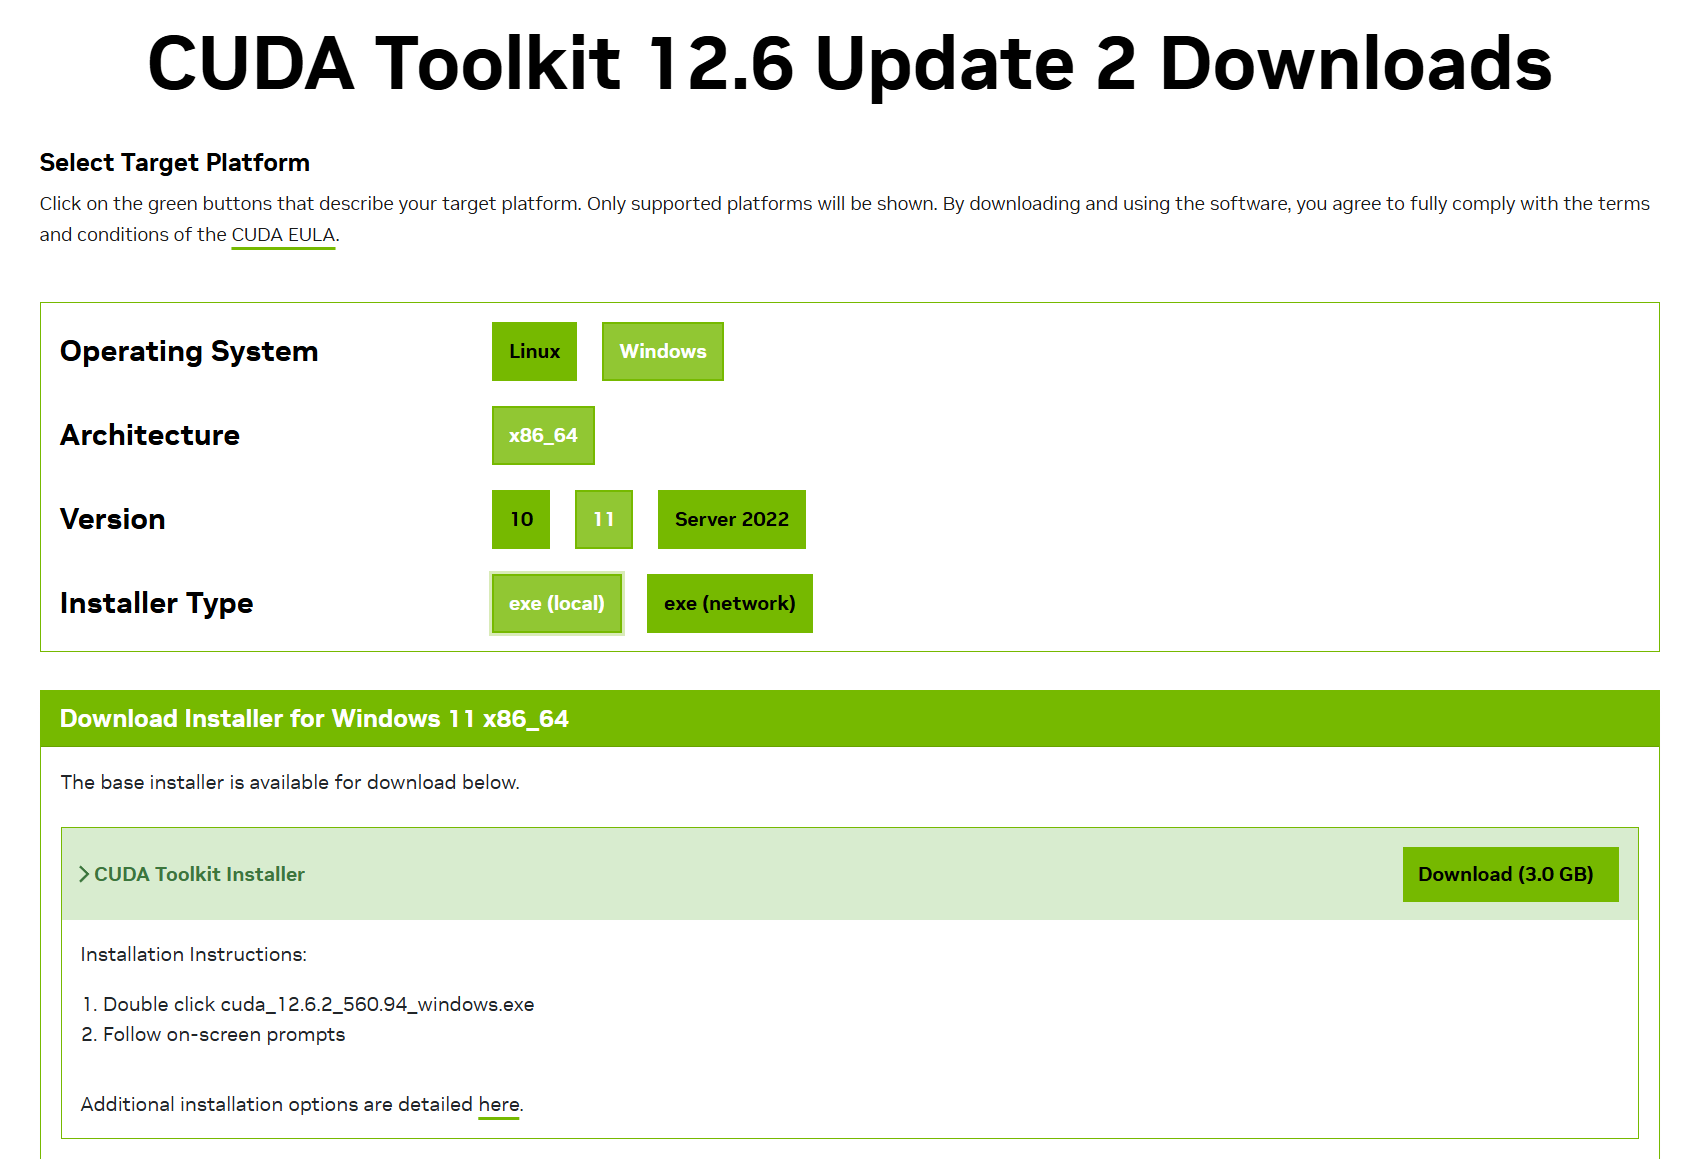 CUDA Toolkit 12.6 Update 2 Downloads
Select Target Platform
Click on the green buttons that describe your target platform. Only supported platforms will be shown. By downloading and using the software, you agree to fully comply with the terms
and conditions of the CUDA EULA.
Operating System Linux Windows
Architecture x86_64
Version 10 11 Server 2022
Installer Type exe (local) exe (network)
Download Installer for Windows 11 x86_64
The base installer is available for download below.
CUDA Toolkit Installer Download (3.0 GB)
Installation Instructions:
1. Double click cuda_12.6.2_560.94_windows.exe
2. Follow on-screen prompts
Additional installation options are detailed here.